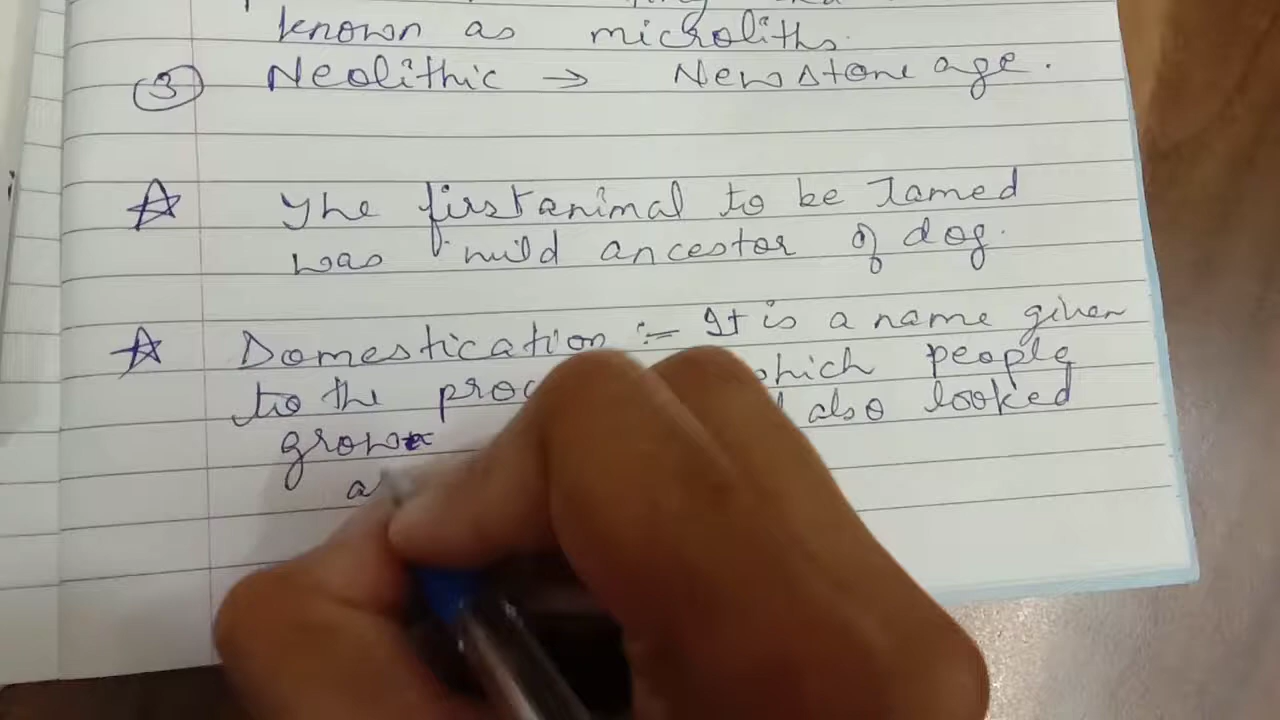 known as microliths.
③ Neolithic → New stone age.
☆ The first animal to be Tamed
was wild ancestor of dog.
☆ Domestication :- It is a name given
to the which people
grow also looked